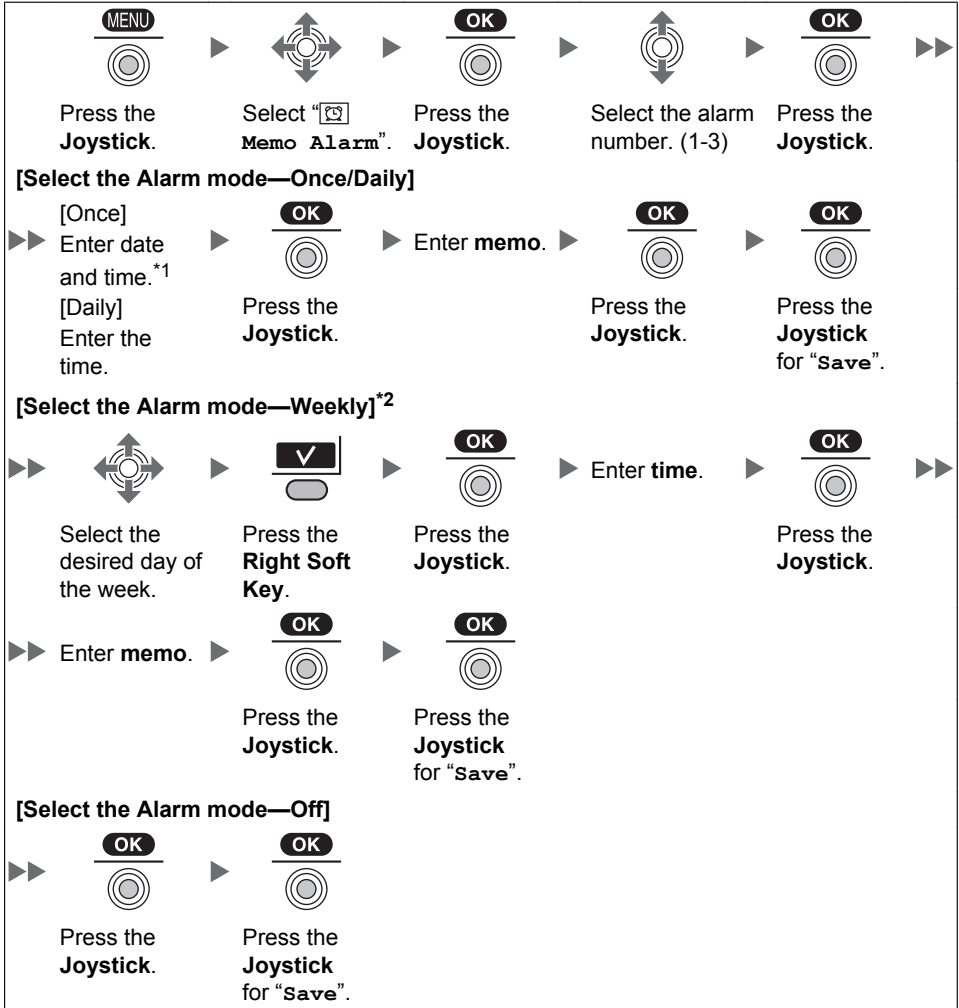 MENU OK OK
Press the Joystick.
Select “ Memo Alarm”.
Press the Joystick.
Select the alarm number. (1-3)
Press the Joystick.
[Select the Alarm mode—Once/Daily]
[Once]
Enter date
and time.*1
[Daily]
Enter the
time.
OK
Press the
Joystick.
Enter memo.
OK
Press the
Joystick.
OK
Press the
Joystick
for “Save”.
[Select the Alarm mode—Weekly]*2
Select the
desired day of
the week.
Press the
Right Soft
Key.
OK
Press the
Joystick.
Enter time.
OK
Press the
Joystick.
Enter memo.
OK
Press the
Joystick.
OK
Press the
Joystick
for “Save”.
[Select the Alarm mode—Off]
OK
Press the
Joystick.
OK
Press the
Joystick
for “Save”.